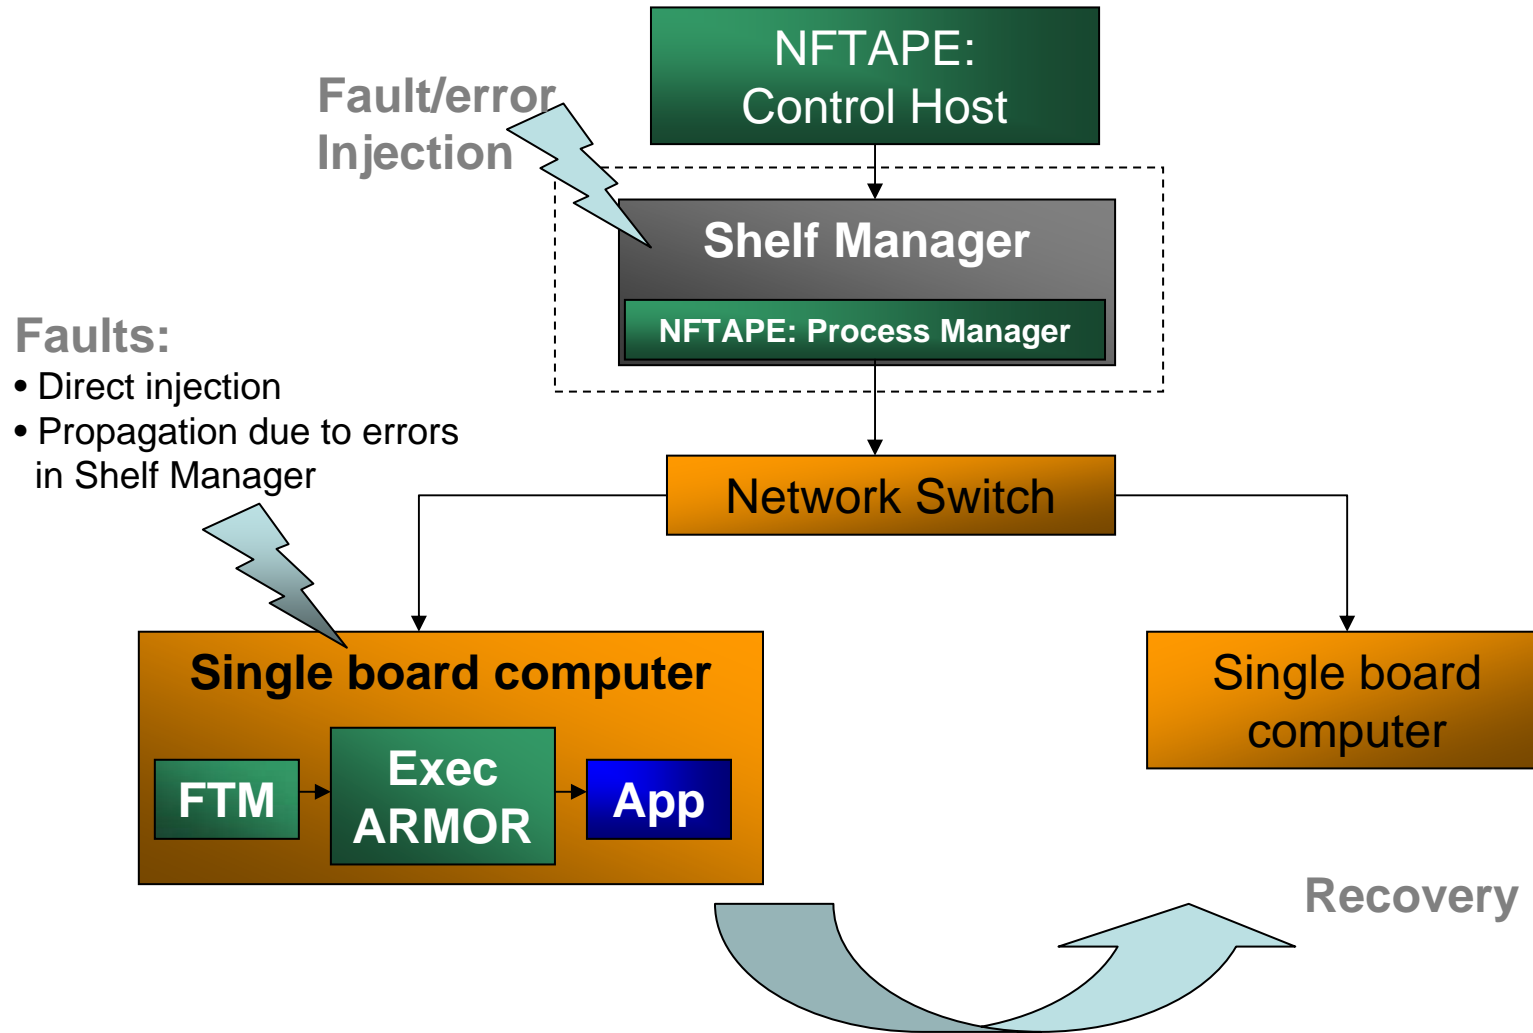 NFTAPE:
Control Host
Fault/error
Injection
Shelf Manager
NFTAPE: Process Manager
Faults:
• Direct injection
• Propagation due to errors
in Shelf Manager
Network Switch
Single board computer
FTM
Exec
ARMOR
App
Single board
computer
Recovery